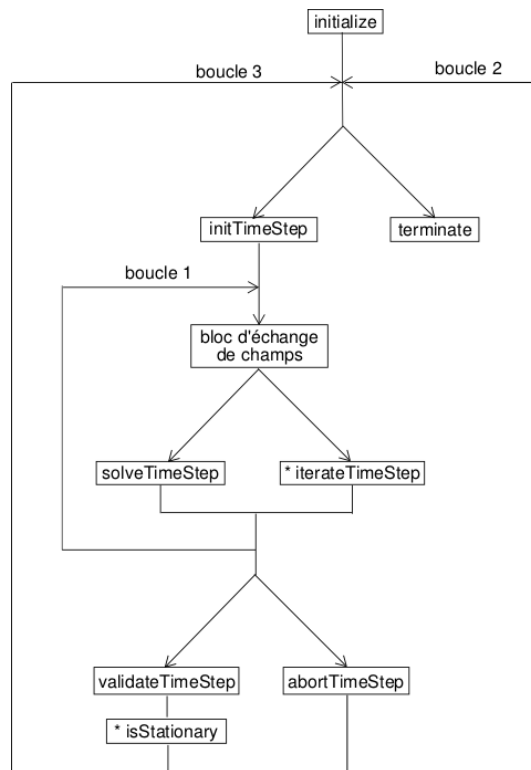 initialize
boucle 3
boucle 2
initTimeStep
terminate
boucle 1
bloc d'échange
de champs
solveTimeStep
* iterateTimeStep
validateTimeStep
abortTimeStep
* isStationary